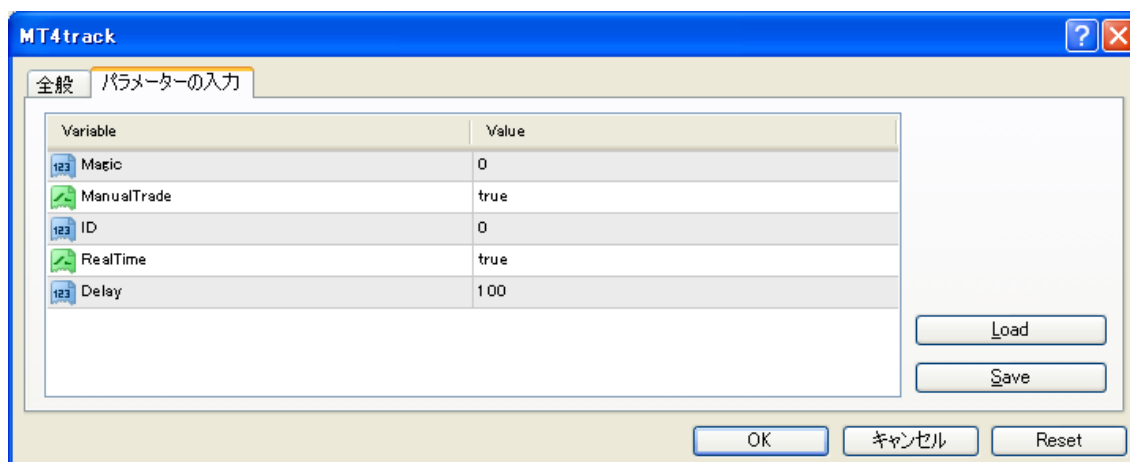 MT4track
全般 パラメーターの入力
Variable Value
Magic 0
ManualTrade true
ID 0
RealTime true
Delay 100
Load
Save
OK キャンセル Reset